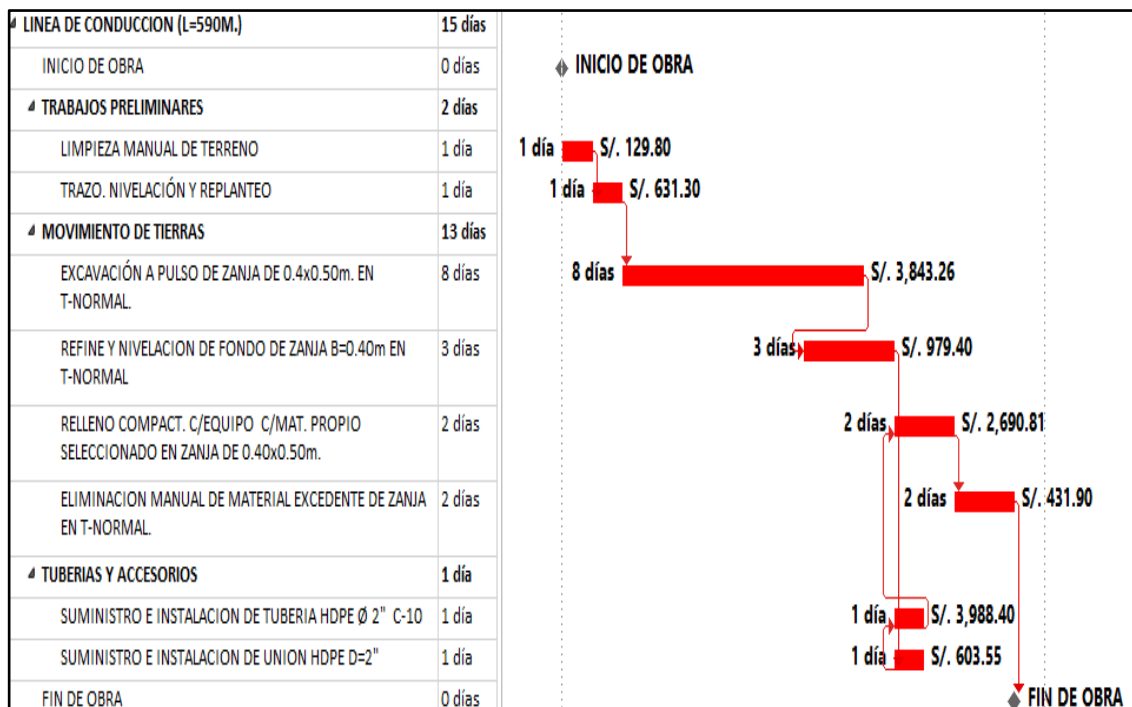 LINEA DE CONDUCCION (L=590M.) 15 días
INICIO DE OBRA 0 días INICIO DE OBRA
TRABAJOS PRELIMINARES 2 días
LIMPIEZA MANUAL DE TERRENO 1 día 1 día S/. 129.80
TRAZO. NIVELACIÓN Y REPLANTEO 1 día 1 día S/. 631.30
MOVIMIENTO DE TIERRAS 13 días
EXCAVACIÓN A PULSO DE ZANJA DE 0.4x0.50m. EN 8 días 8 días S/. 3,843.26
T-NORMAL.
REFINE Y NIVELACION DE FONDO DE ZANJA B=0.40m EN 3 días 3 días S/. 979.40
T-NORMAL
RELLENO COMPACT. C/EQUIPO C/MAT. PROPIO 2 días 2 días S/. 2,690.81
SELECCIONADO EN ZANJA DE 0.40x0.50m.
ELIMINACION MANUAL DE MATERIAL EXCEDENTE DE ZANJA 2 días 2 días S/. 431.90
EN T-NORMAL.
TUBERIAS Y ACCESORIOS 1 día
SUMINISTRO E INSTALACION DE TUBERIA HDPE Ø 2" C-10 1 día 1 día S/. 3,988.40
SUMINISTRO E INSTALACION DE UNION HDPE D=2" 1 día 1 día S/. 603.55
FIN DE OBRA 0 días FIN DE OBRA